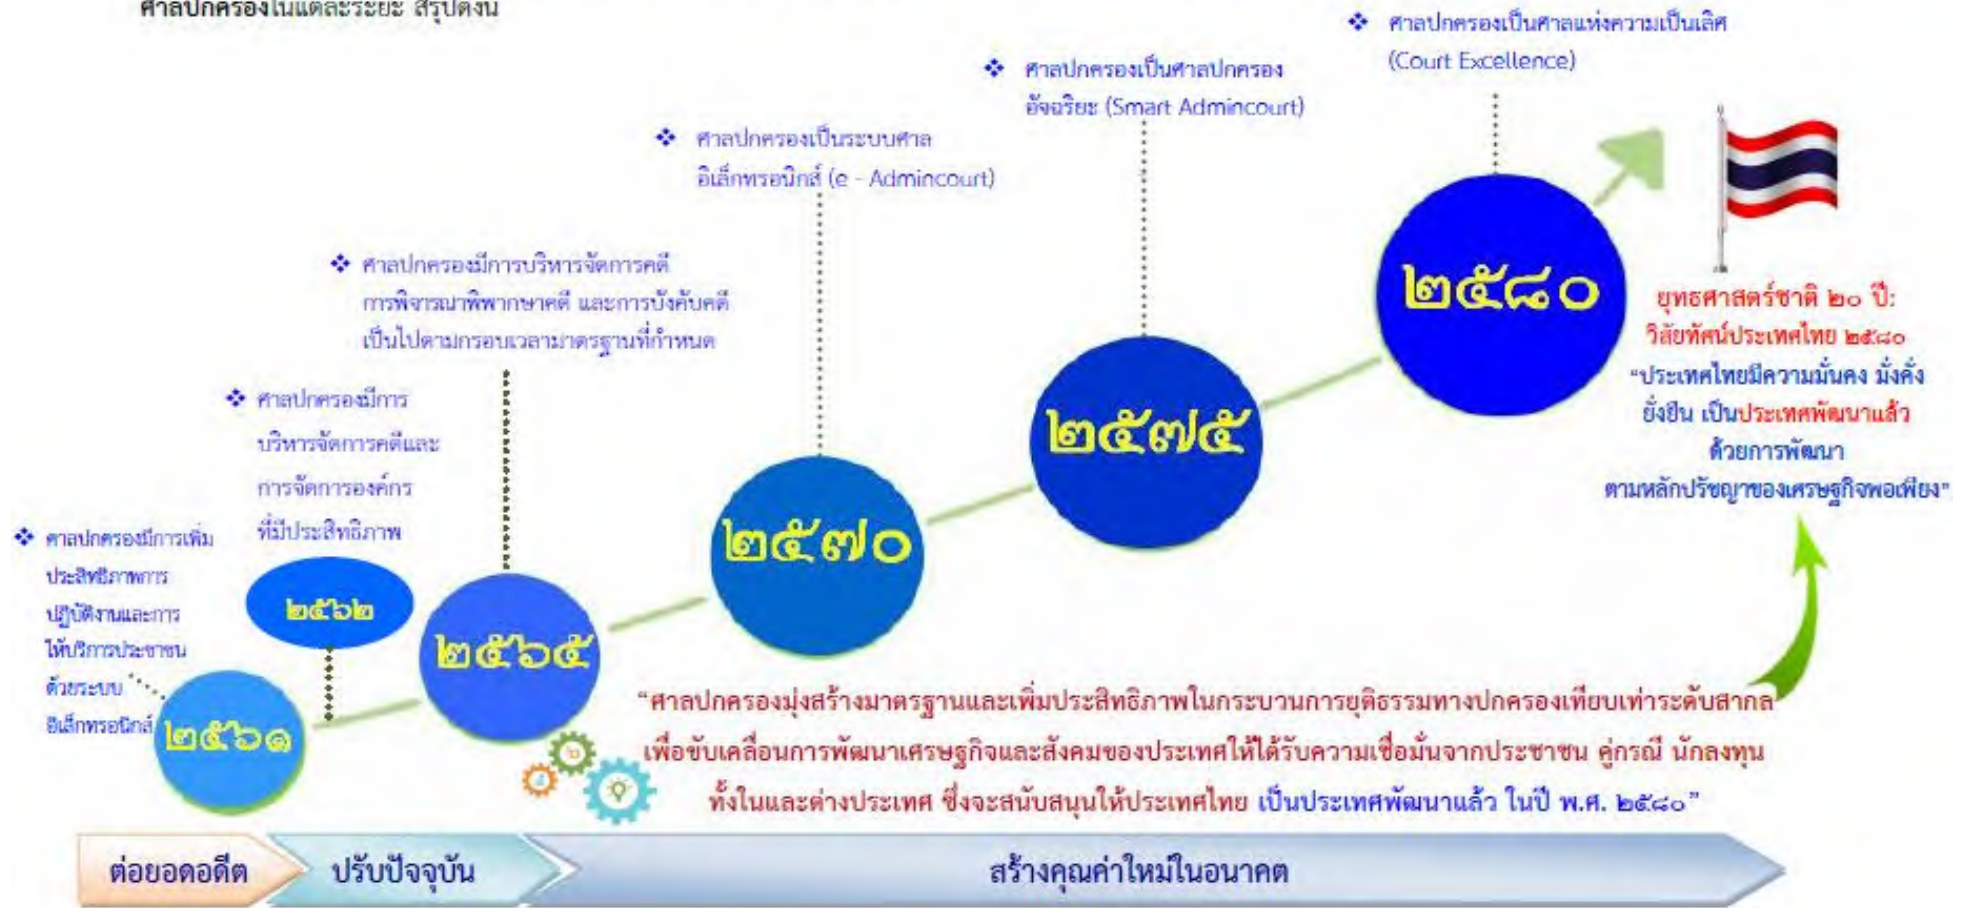 ศาลปกครองในแต่ละระยะ สรุปดังนี้
❖ ศาลปกครองเป็นศาลแห่งความเป็นเลิศ
(Court Excellence)
❖ ศาลปกครองเป็นศาลปกครอง
อัจฉริยะ (Smart Admincourt)
❖ ศาลปกครองเป็นระบบศาล
อิเล็กทรอนิกส์ (e - Admincourt)
❖ ศาลปกครองมีการบริหารจัดการคดี
การพิจารณาพิพากษาคดี และการบังคับคดี
เป็นไปตามกรอบเวลามาตรฐานที่กำหนด
❖ ศาลปกครองมีการ
บริหารจัดการคดีและ
การจัดการองค์กร
ที่มีประสิทธิภาพ
❖ ศาลปกครองมีการเพิ่ม
ประสิทธิภาพการ
ปฏิบัติงานและการ
ให้บริการประชาชน
ด้วยระบบ
อิเล็กทรอนิกส์
๒๕๖๑
๒๕๖๒
๒๕๖๕
๒๕๗๐
๒๕๗๕
๒๕๘๐
ยุทธศาสตร์ชาติ ๒๐ ปี:
วิสัยทัศน์ประเทศไทย ๒๕๘๐
"ประเทศไทยมีความมั่นคง มั่งคั่ง
ยั่งยืน เป็นประเทศพัฒนาแล้ว
ด้วยการพัฒนา
ตามหลักปรัชญาของเศรษฐกิจพอเพียง"
"ศาลปกครองมุ่งสร้างมาตรฐานและเพิ่มประสิทธิภาพในกระบวนการยุติธรรมทางปกครองเทียบเท่าระดับสากล
เพื่อขับเคลื่อนการพัฒนาเศรษฐกิจและสังคมของประเทศให้ได้รับความเชื่อมั่นจากประชาชน คู่กรณี นักลงทุน
ทั้งในและต่างประเทศ ซึ่งจะสนับสนุนให้ประเทศไทย เป็นประเทศพัฒนาแล้ว ในปี พ.ศ. ๒๕๘๐"
ต่อยอดอดีต
ปรับปัจจุบัน
สร้างคุณค่าใหม่ในอนาคต